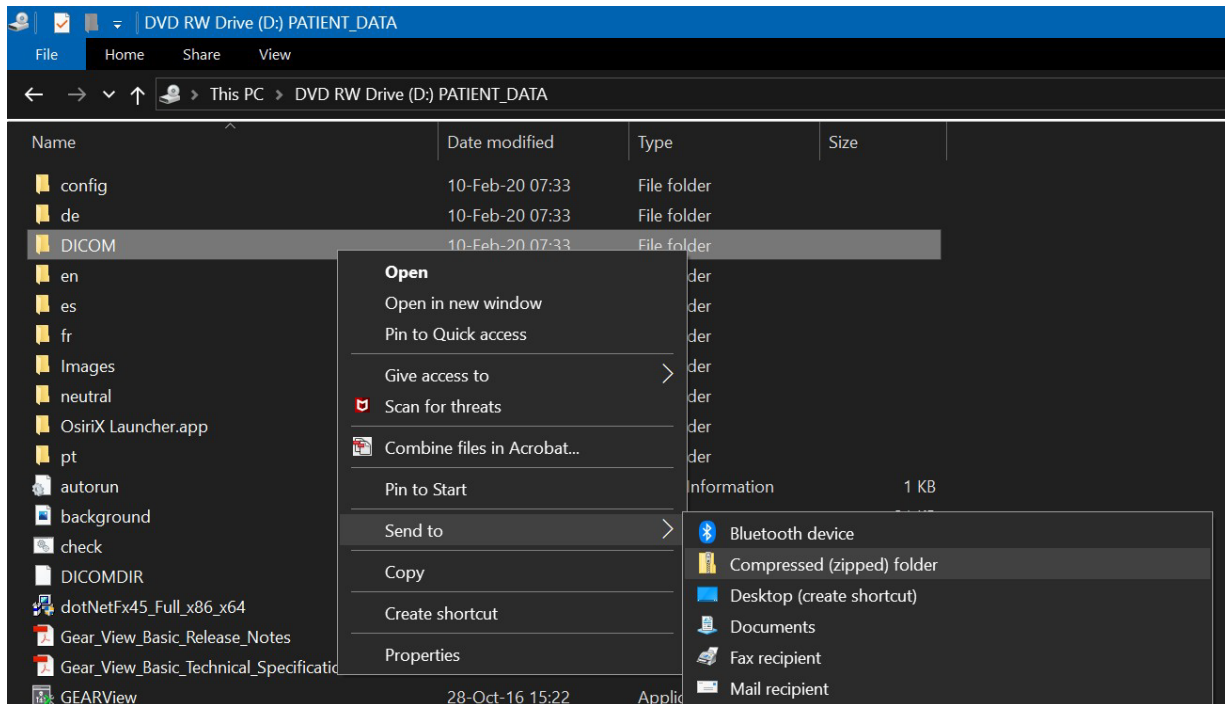 DVD RW Drive (D:) PATIENT_DATA
File Home Share View
This PC > DVD RW Drive (D:) PATIENT_DATA
Name Date modified Type Size
config 10-Feb-20 07:33 File folder
de 10-Feb-20 07:33 File folder
DICOM 10-Feb-20 07:33 File folder
en der
es der
fr der
Images der
neutral der
OsiriX Launcher.app der
pt der
autorun Information 1 KB
background
check
DICOMDIR
dotNetFx45_Full_x86_x64
Gear_View_Basic_Release_Notes
Gear_View_Basic_Technical_Specificatic
GEARView 28-Oct-16 15:22 Applic
Open
Open in new window
Pin to Quick access
Give access to
Scan for threats
Combine files in Acrobat...
Pin to Start
Send to
Copy
Create shortcut
Properties
Bluetooth device
Compressed (zipped) folder
Desktop (create shortcut)
Documents
Fax recipient
Mail recipient